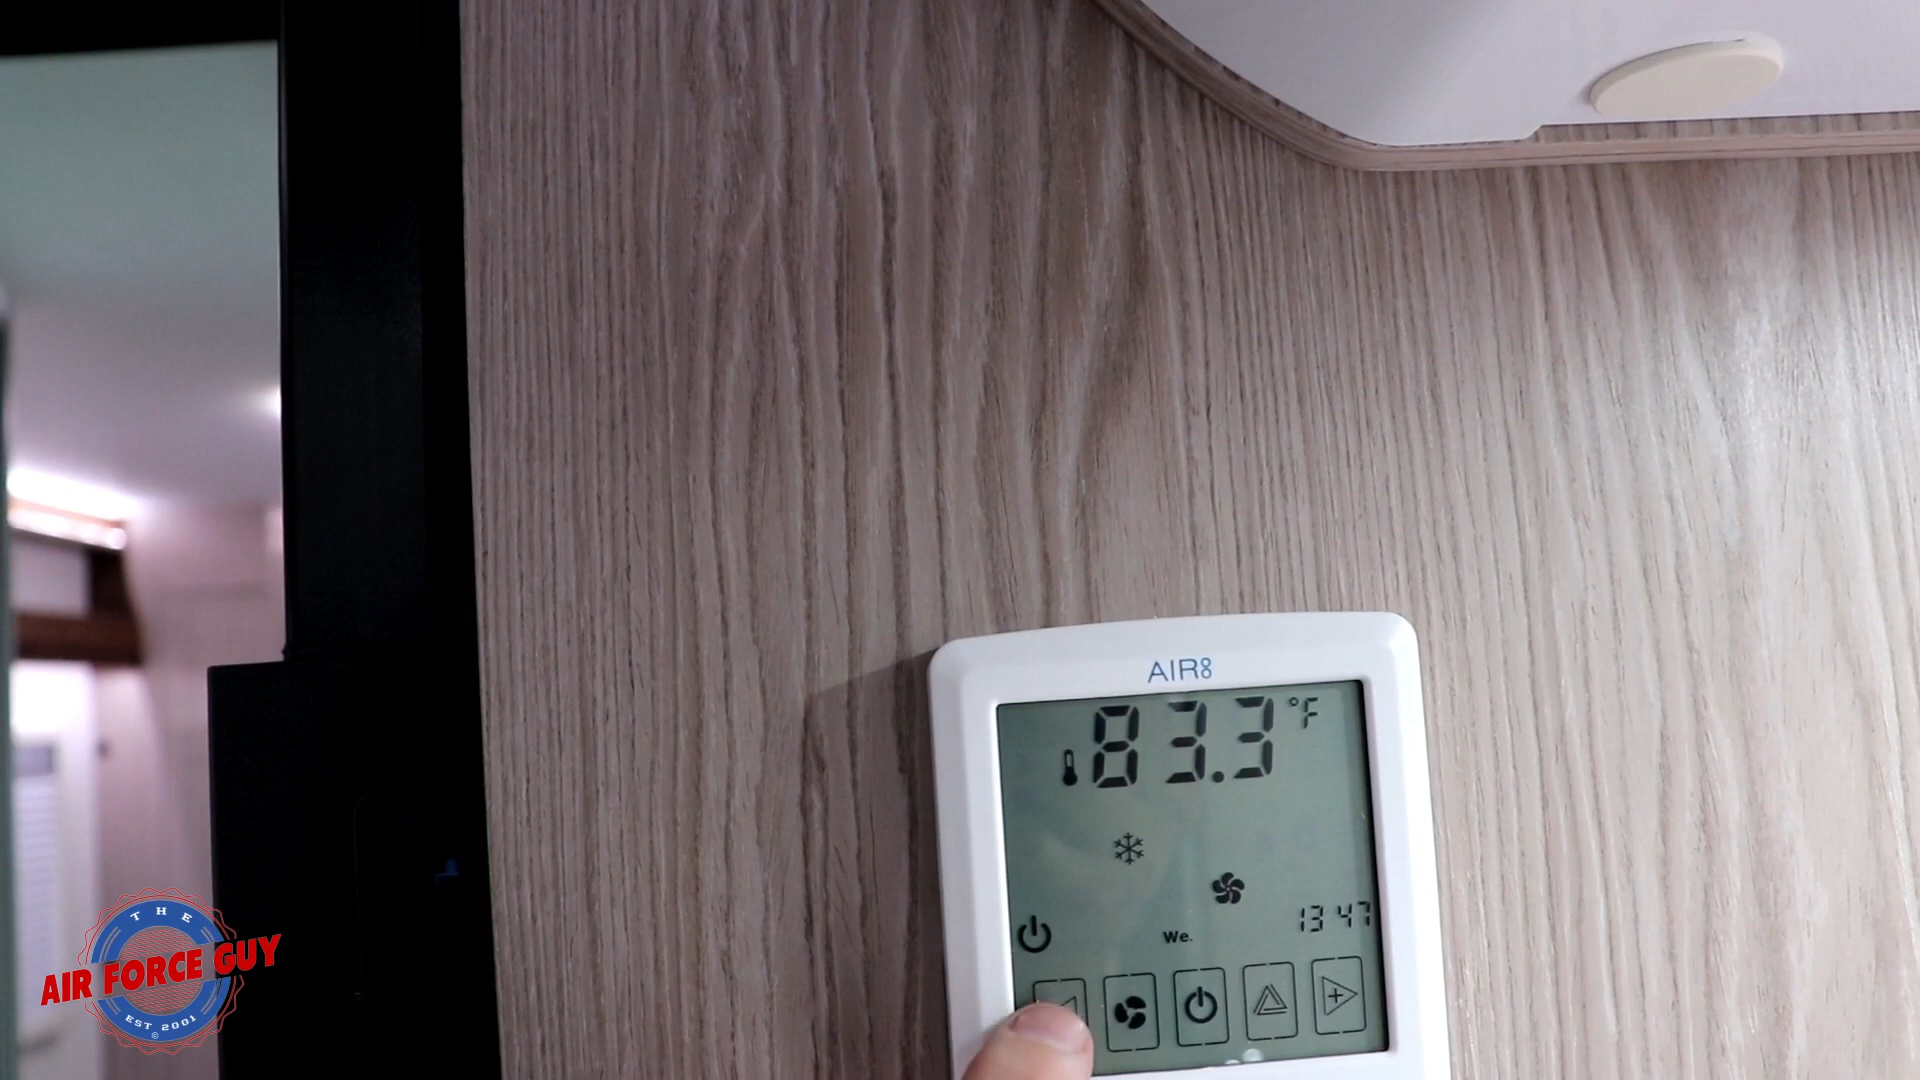 AIR8
83.3 °F
13 47
We.
THE
AIR FORCE GUY
EST 2001
©